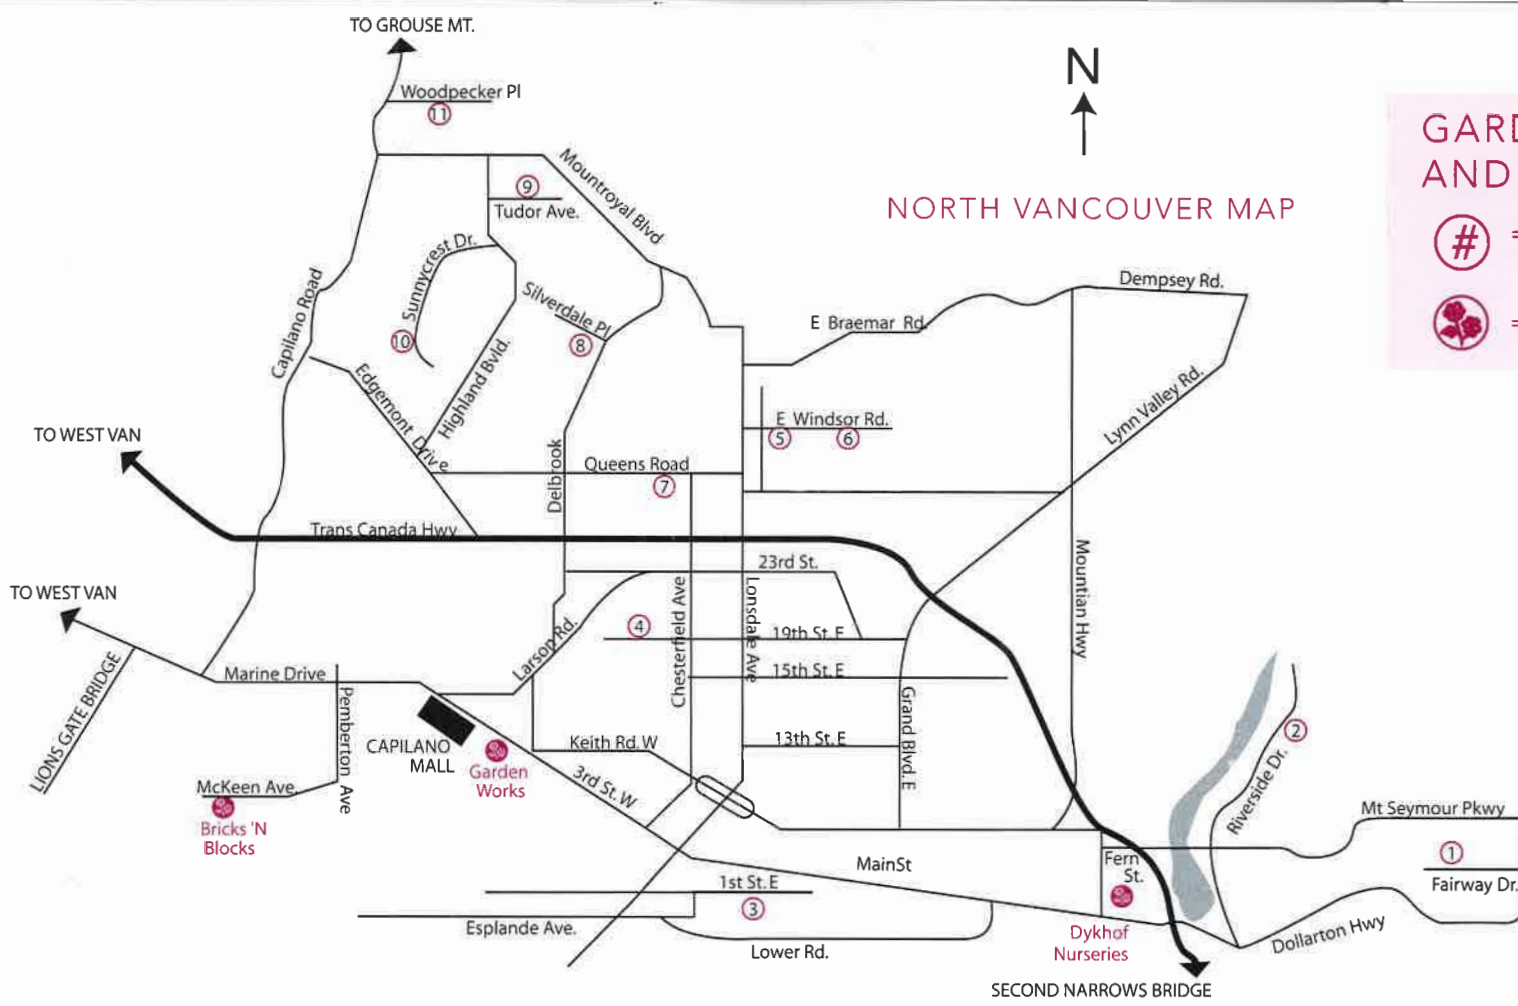 TO GROUSE MT.
Woodpecker Pl
11
N
GARD
AND
NORTH VANCOUVER MAP
# =
=
9
Tudor Ave.
Mountroyal Blvd
Sunnycrest Dr.
10
Silverdale Pl
8
Capilano Road
Edgemont Drive
Highland Bvld.
Dempsey Rd.
E Braemar Rd.
Lynn Valley Rd.
E Windsor Rd.
5
6
TO WEST VAN
Delbrook
Queens Road
7
Trans Canada Hwy
23rd St.
Mountian Hwy
TO WEST VAN
Chesterfield Ave
Lonsdale Ave
4
19th St. E
Larson Rd.
15th St. E
LIONS GATE BRIDGE
Marine Drive
Pemberton Ave
Grand Blvd. E
13th St. E
Keith Rd. W
CAPILANO
MALL
Garden
Works
3rd St. W
McKeen Ave.
Bricks 'N
Blocks
2
Riverside Dr.
Mt Seymour Pkwy
1
Fairway Dr.
MainSt
Fern
St.
1st St. E
3
Esplande Ave.
Lower Rd.
Dykhof
Nurseries
Dollarton Hwy
SECOND NARROWS BRIDGE